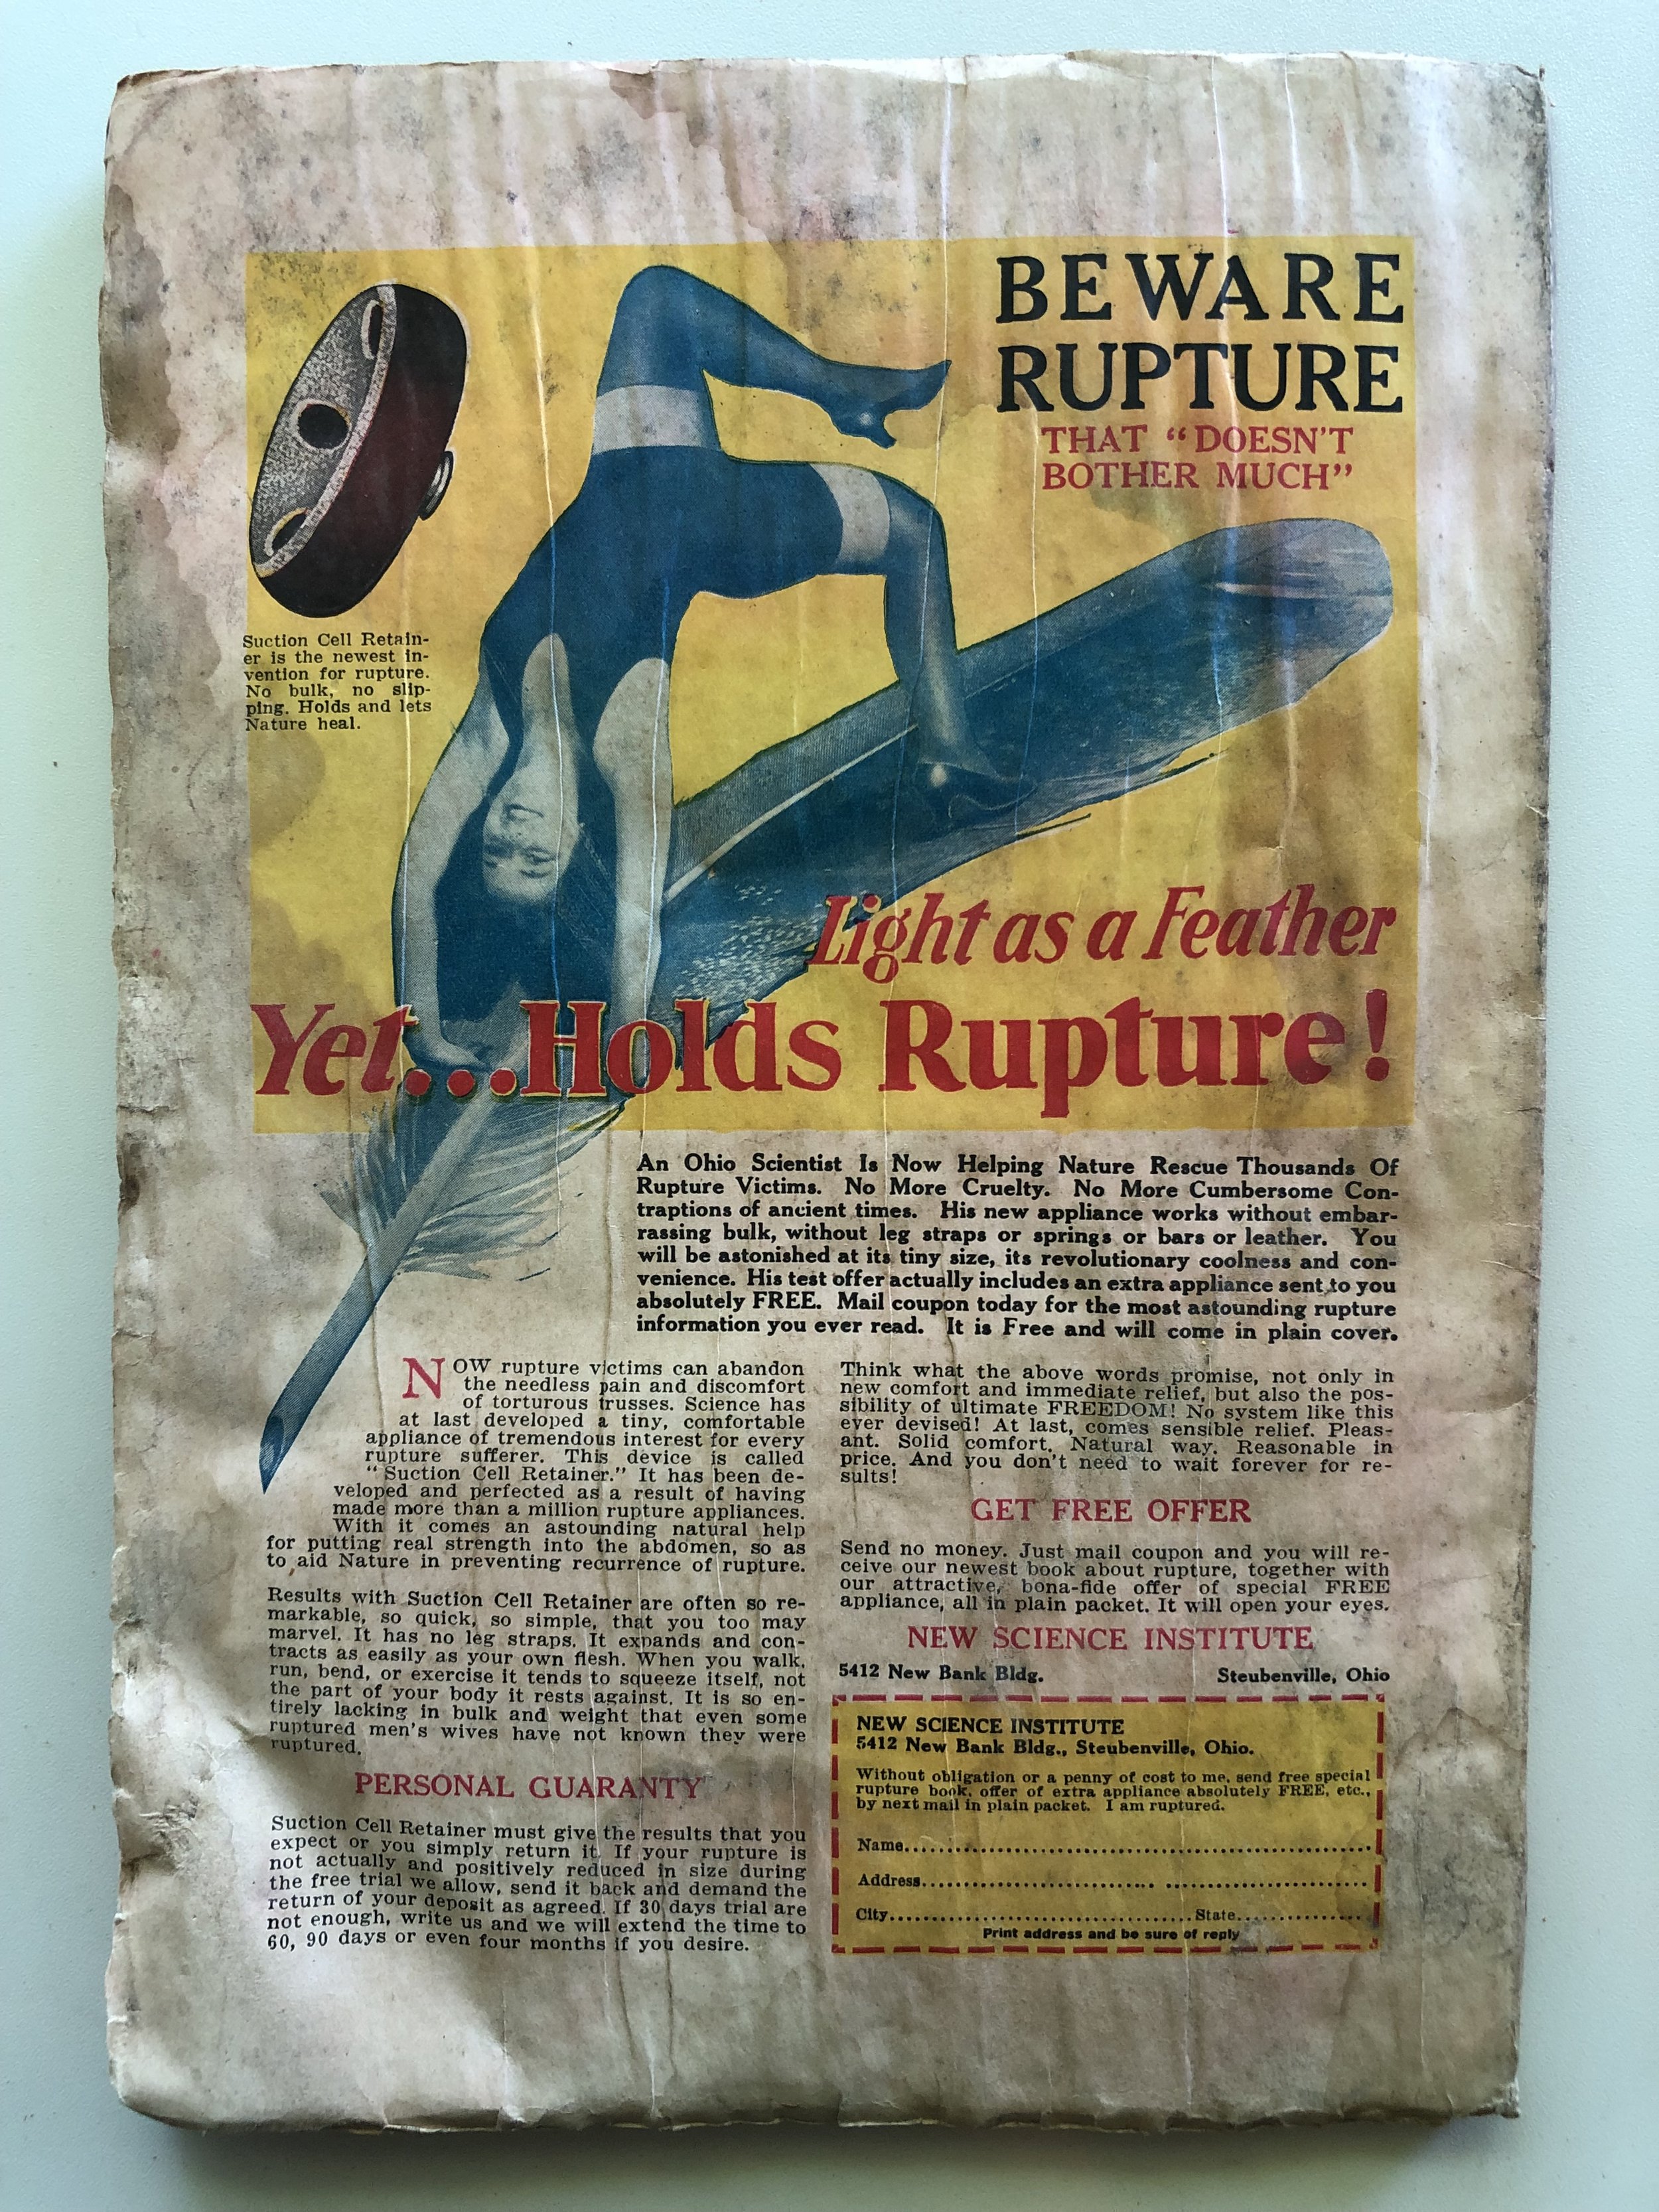 BEWARE
RUPTURE
THAT “DOESN'T
BOTHER MUCH”
Suction Cell Retain-
er is the newest in-
vention for rupture.
No bulk, no slip-
ping. Holds and lets
Nature heal.
Light as a Feather
Yet...Holds Rupture!
An Ohio Scientist Is Now Helping Nature Rescue Thousands Of
Rupture Victims. No More Cruelty. No More Cumbersome Con-
traptions of ancient times. His new appliance works without embar-
rassing bulk, without leg straps or springs or bars or leather. You
will be astonished at its tiny size, its revolutionary coolness and con-
venience. His test offer actually includes an extra appliance sent to you
absolutely FREE. Mail coupon today for the most astounding rupture
information you ever read. It is Free and will come in plain cover.
NOW rupture victims can abandon
the needless pain and discomfort
of torturous trusses. Science has
at last developed a tiny, comfortable
appliance of tremendous interest for every
rupture sufferer. This device is called
“Suction Cell Retainer.” It has been de-
veloped and perfected as a result of having
made more than a million rupture appliances.
With it comes an astounding natural help
for putting real strength into the abdomen, so as
to aid Nature in preventing recurrence of rupture.
Results with Suction Cell Retainer are often so re-
markable, so quick, so simple, that you too may
marvel. It has no leg straps. It expands and con-
tracts as easily as your own flesh. When you walk,
run, bend, or exercise it tends to squeeze itself, not
the part of your body it rests against. It is so en-
tirely lacking in bulk and weight that even some
ruptured men's wives have not known they were
ruptured.
PERSONAL GUARANTY
Suction Cell Retainer must give the results that you
expect or you simply return it. If your rupture is
not actually and positively reduced in size during
the free trial we allow, send it back and demand the
return of your deposit as agreed. If 30 days trial are
not enough, write us and we will extend the time to
60, 90 days or even four months if you desire.
Think what the above words promise, not only in
new comfort and immediate relief, but also the pos-
sibility of ultimate FREEDOM! No system like this
ever devised! At last, comes sensible relief. Pleas-
ant. Solid comfort. Natural way. Reasonable in
price. And you don't need to wait forever for re-
sults!
GET FREE OFFER
Send no money. Just mail coupon and you will re-
ceive our newest book about rupture, together with
our attractive, bona-fide offer of special FREE
appliance, all in plain packet. It will open your eyes.
NEW SCIENCE INSTITUTE
5412 New Bank Bldg. Steubenville, Ohio
NEW SCIENCE INSTITUTE
5412 New Bank Bldg., Steubenville, Ohio.
Without obligation or a penny of cost to me, send free special
rupture book, offer of extra appliance absolutely FREE, etc.,
by next mail in plain packet. I am ruptured.
Name........................................
Address........................................
City..............................State..............
Print address and be sure of reply